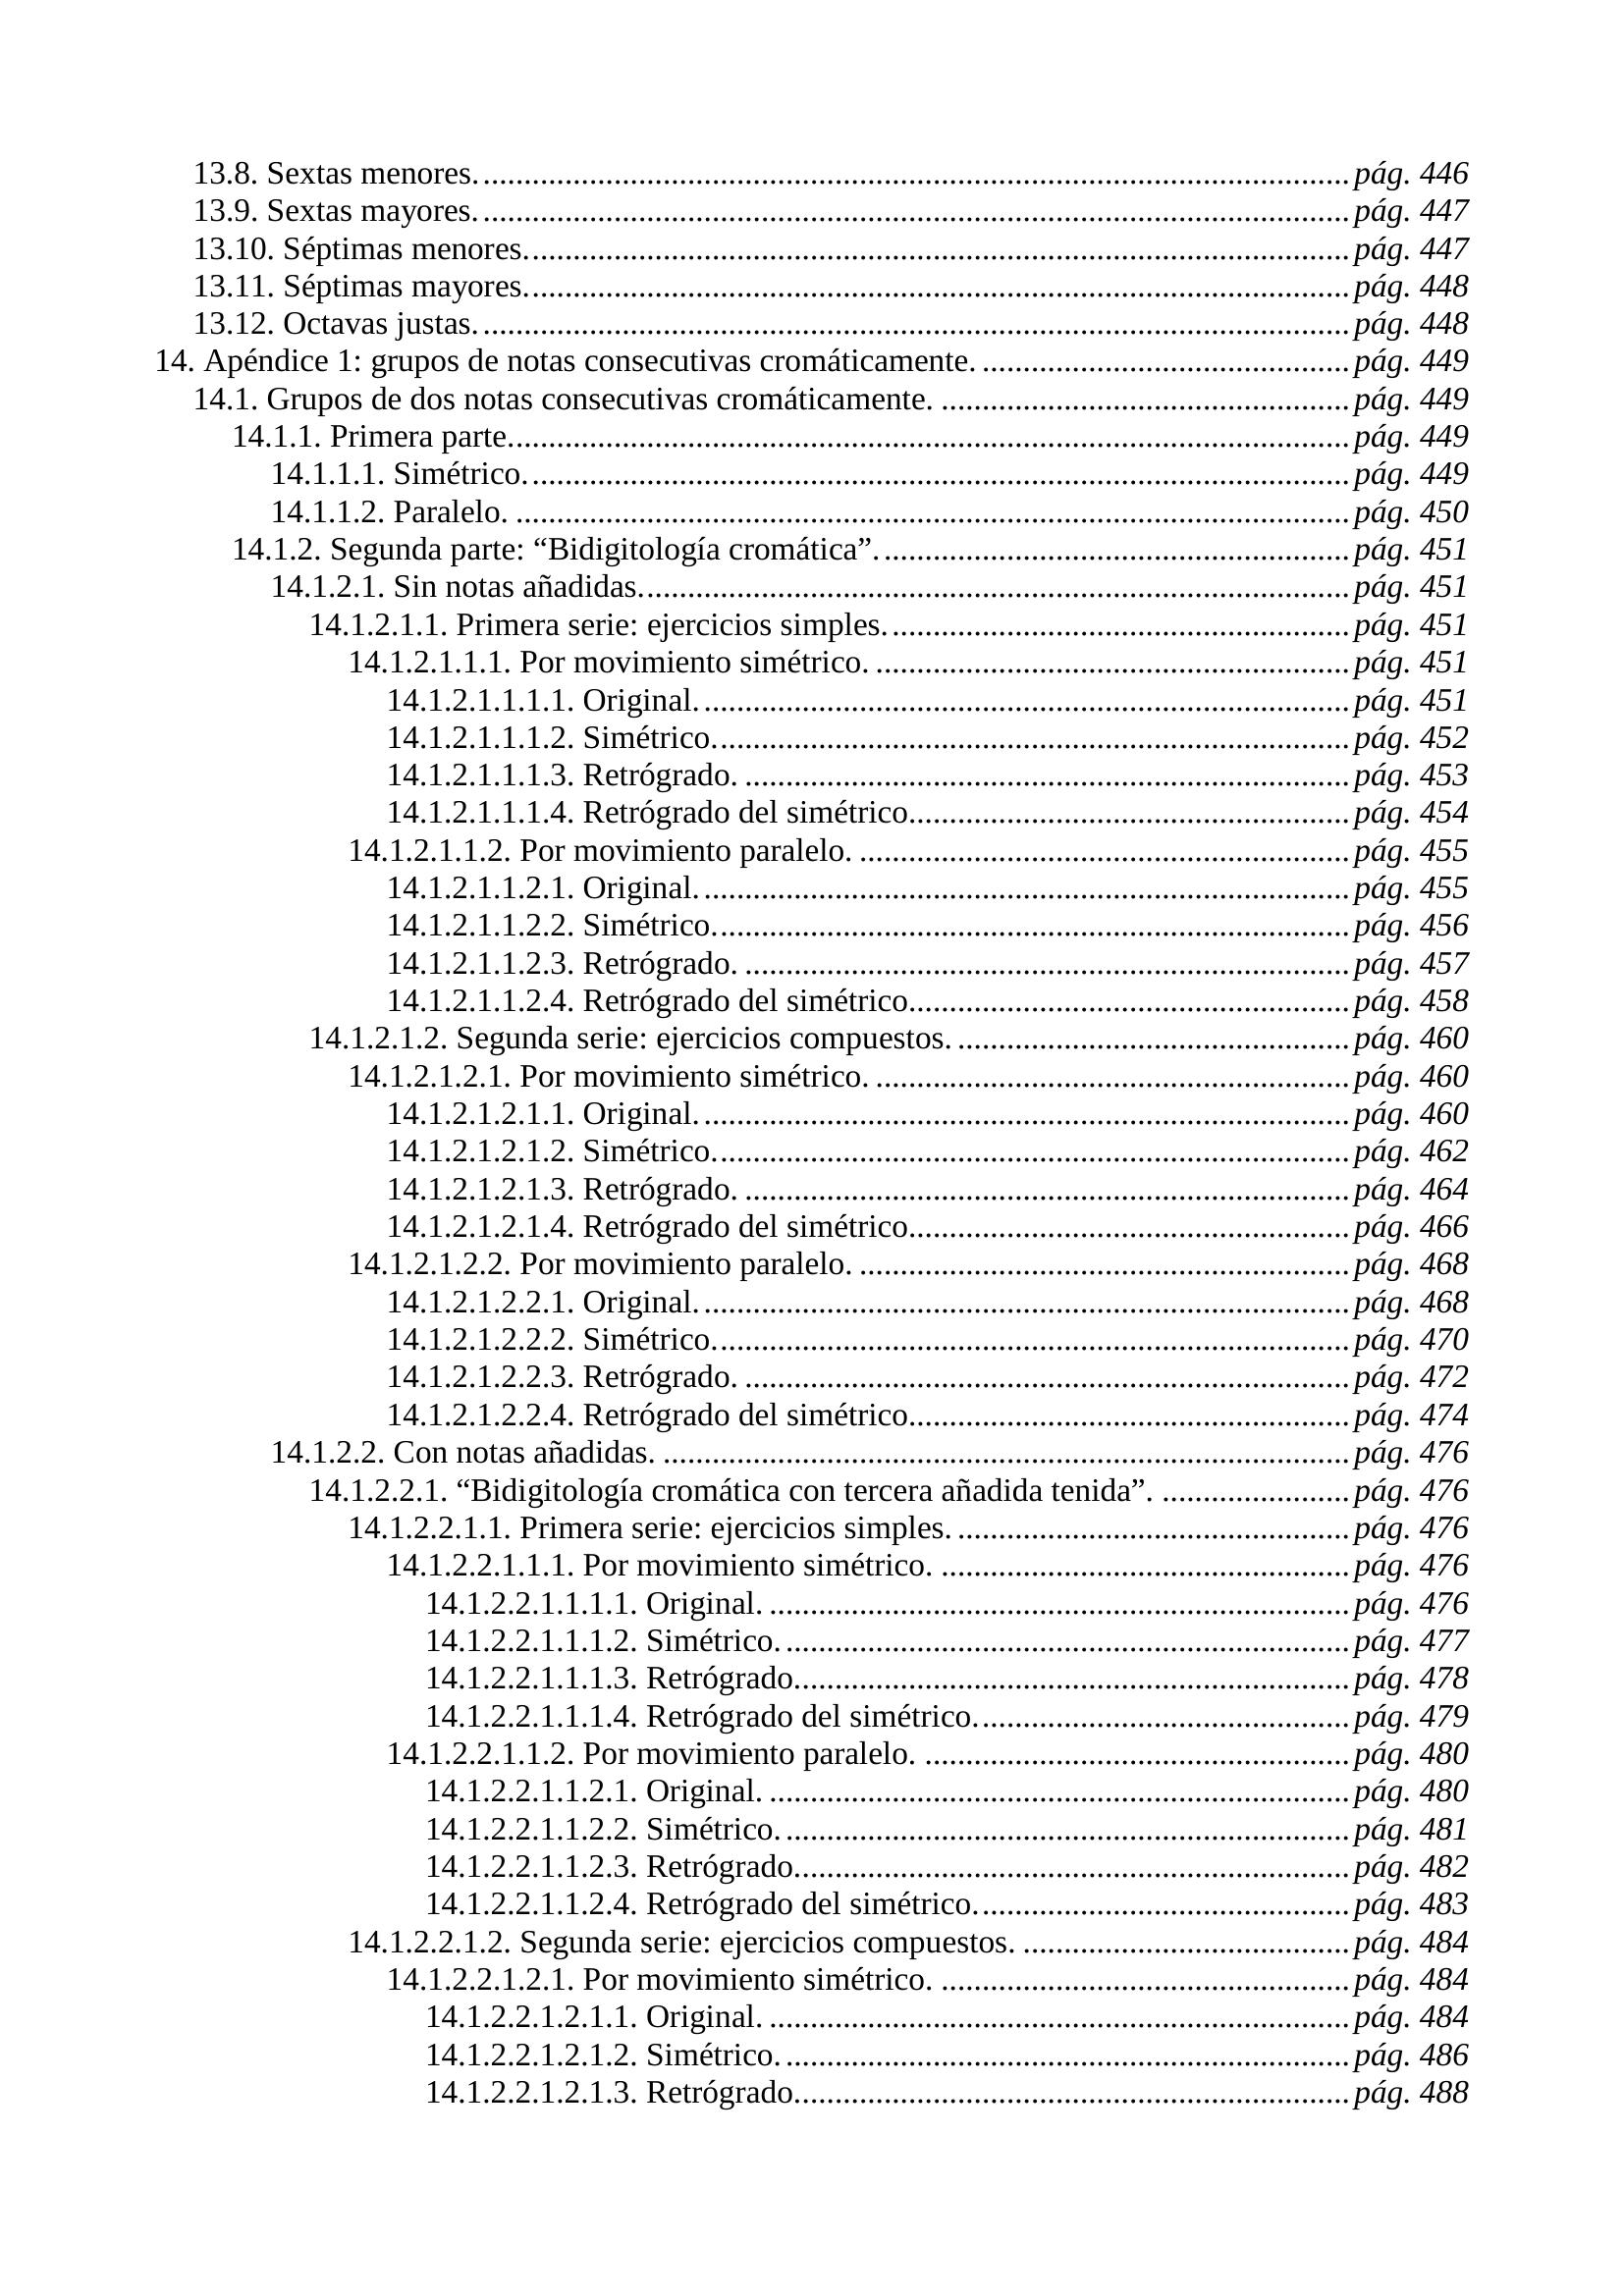 13.8. Sextas menores. pág. 446
13.9. Sextas mayores. pág. 447
13.10. Séptimas menores. pág. 447
13.11. Séptimas mayores. pág. 448
13.12. Octavas justas. pág. 448
14. Apéndice 1: grupos de notas consecutivas cromáticamente. pág. 449
14.1. Grupos de dos notas consecutivas cromáticamente. pág. 449
14.1.1. Primera parte. pág. 449
14.1.1.1. Simétrico. pág. 449
14.1.1.2. Paralelo. pág. 450
14.1.2. Segunda parte: “Bidigitología cromática”. pág. 451
14.1.2.1. Sin notas añadidas. pág. 451
14.1.2.1.1. Primera serie: ejercicios simples. pág. 451
14.1.2.1.1.1. Por movimiento simétrico. pág. 451
14.1.2.1.1.1.1. Original. pág. 451
14.1.2.1.1.1.2. Simétrico. pág. 452
14.1.2.1.1.1.3. Retrógrado. pág. 453
14.1.2.1.1.1.4. Retrógrado del simétrico. pág. 454
14.1.2.1.1.2. Por movimiento paralelo. pág. 455
14.1.2.1.1.2.1. Original. pág. 455
14.1.2.1.1.2.2. Simétrico. pág. 456
14.1.2.1.1.2.3. Retrógrado. pág. 457
14.1.2.1.1.2.4. Retrógrado del simétrico. pág. 458
14.1.2.1.2. Segunda serie: ejercicios compuestos. pág. 460
14.1.2.1.2.1. Por movimiento simétrico. pág. 460
14.1.2.1.2.1.1. Original. pág. 460
14.1.2.1.2.1.2. Simétrico. pág. 462
14.1.2.1.2.1.3. Retrógrado. pág. 464
14.1.2.1.2.1.4. Retrógrado del simétrico. pág. 466
14.1.2.1.2.2. Por movimiento paralelo. pág. 468
14.1.2.1.2.2.1. Original. pág. 468
14.1.2.1.2.2.2. Simétrico. pág. 470
14.1.2.1.2.2.3. Retrógrado. pág. 472
14.1.2.1.2.2.4. Retrógrado del simétrico. pág. 474
14.1.2.2. Con notas añadidas. pág. 476
14.1.2.2.1. “Bidigitología cromática con tercera añadida tenida”. pág. 476
14.1.2.2.1.1. Primera serie: ejercicios simples. pág. 476
14.1.2.2.1.1.1. Por movimiento simétrico. pág. 476
14.1.2.2.1.1.1.1. Original. pág. 476
14.1.2.2.1.1.1.2. Simétrico. pág. 477
14.1.2.2.1.1.1.3. Retrógrado. pág. 478
14.1.2.2.1.1.1.4. Retrógrado del simétrico. pág. 479
14.1.2.2.1.1.2. Por movimiento paralelo. pág. 480
14.1.2.2.1.1.2.1. Original. pág. 480
14.1.2.2.1.1.2.2. Simétrico. pág. 481
14.1.2.2.1.1.2.3. Retrógrado. pág. 482
14.1.2.2.1.1.2.4. Retrógrado del simétrico. pág. 483
14.1.2.2.1.2. Segunda serie: ejercicios compuestos. pág. 484
14.1.2.2.1.2.1. Por movimiento simétrico. pág. 484
14.1.2.2.1.2.1.1. Original. pág. 484
14.1.2.2.1.2.1.2. Simétrico. pág. 486
14.1.2.2.1.2.1.3. Retrógrado. pág. 488